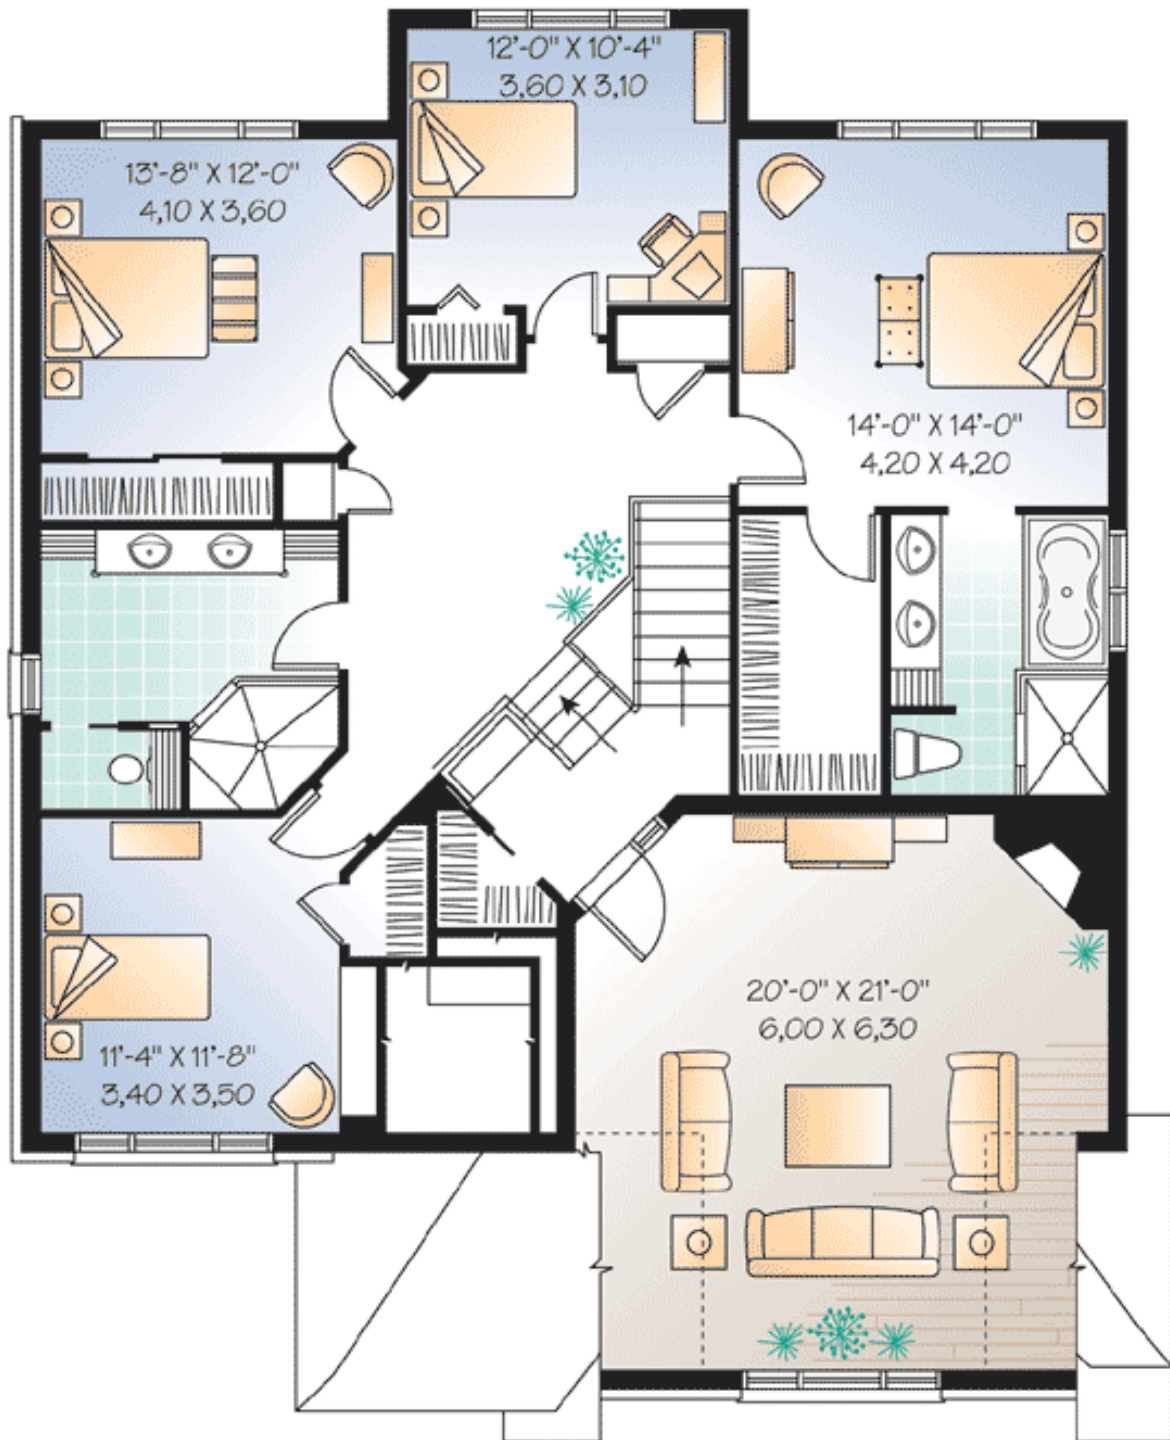 12'-0" X 10'-4"
3,60 X 3,10
13'-8" X 12'-0"
4,10 X 3,60
14'-0" X 14'-0"
4,20 X 4,20
20'-0" X 21'-0"
6,00 X 6,30
11'-4" X 11'-8"
3,40 X 3,50